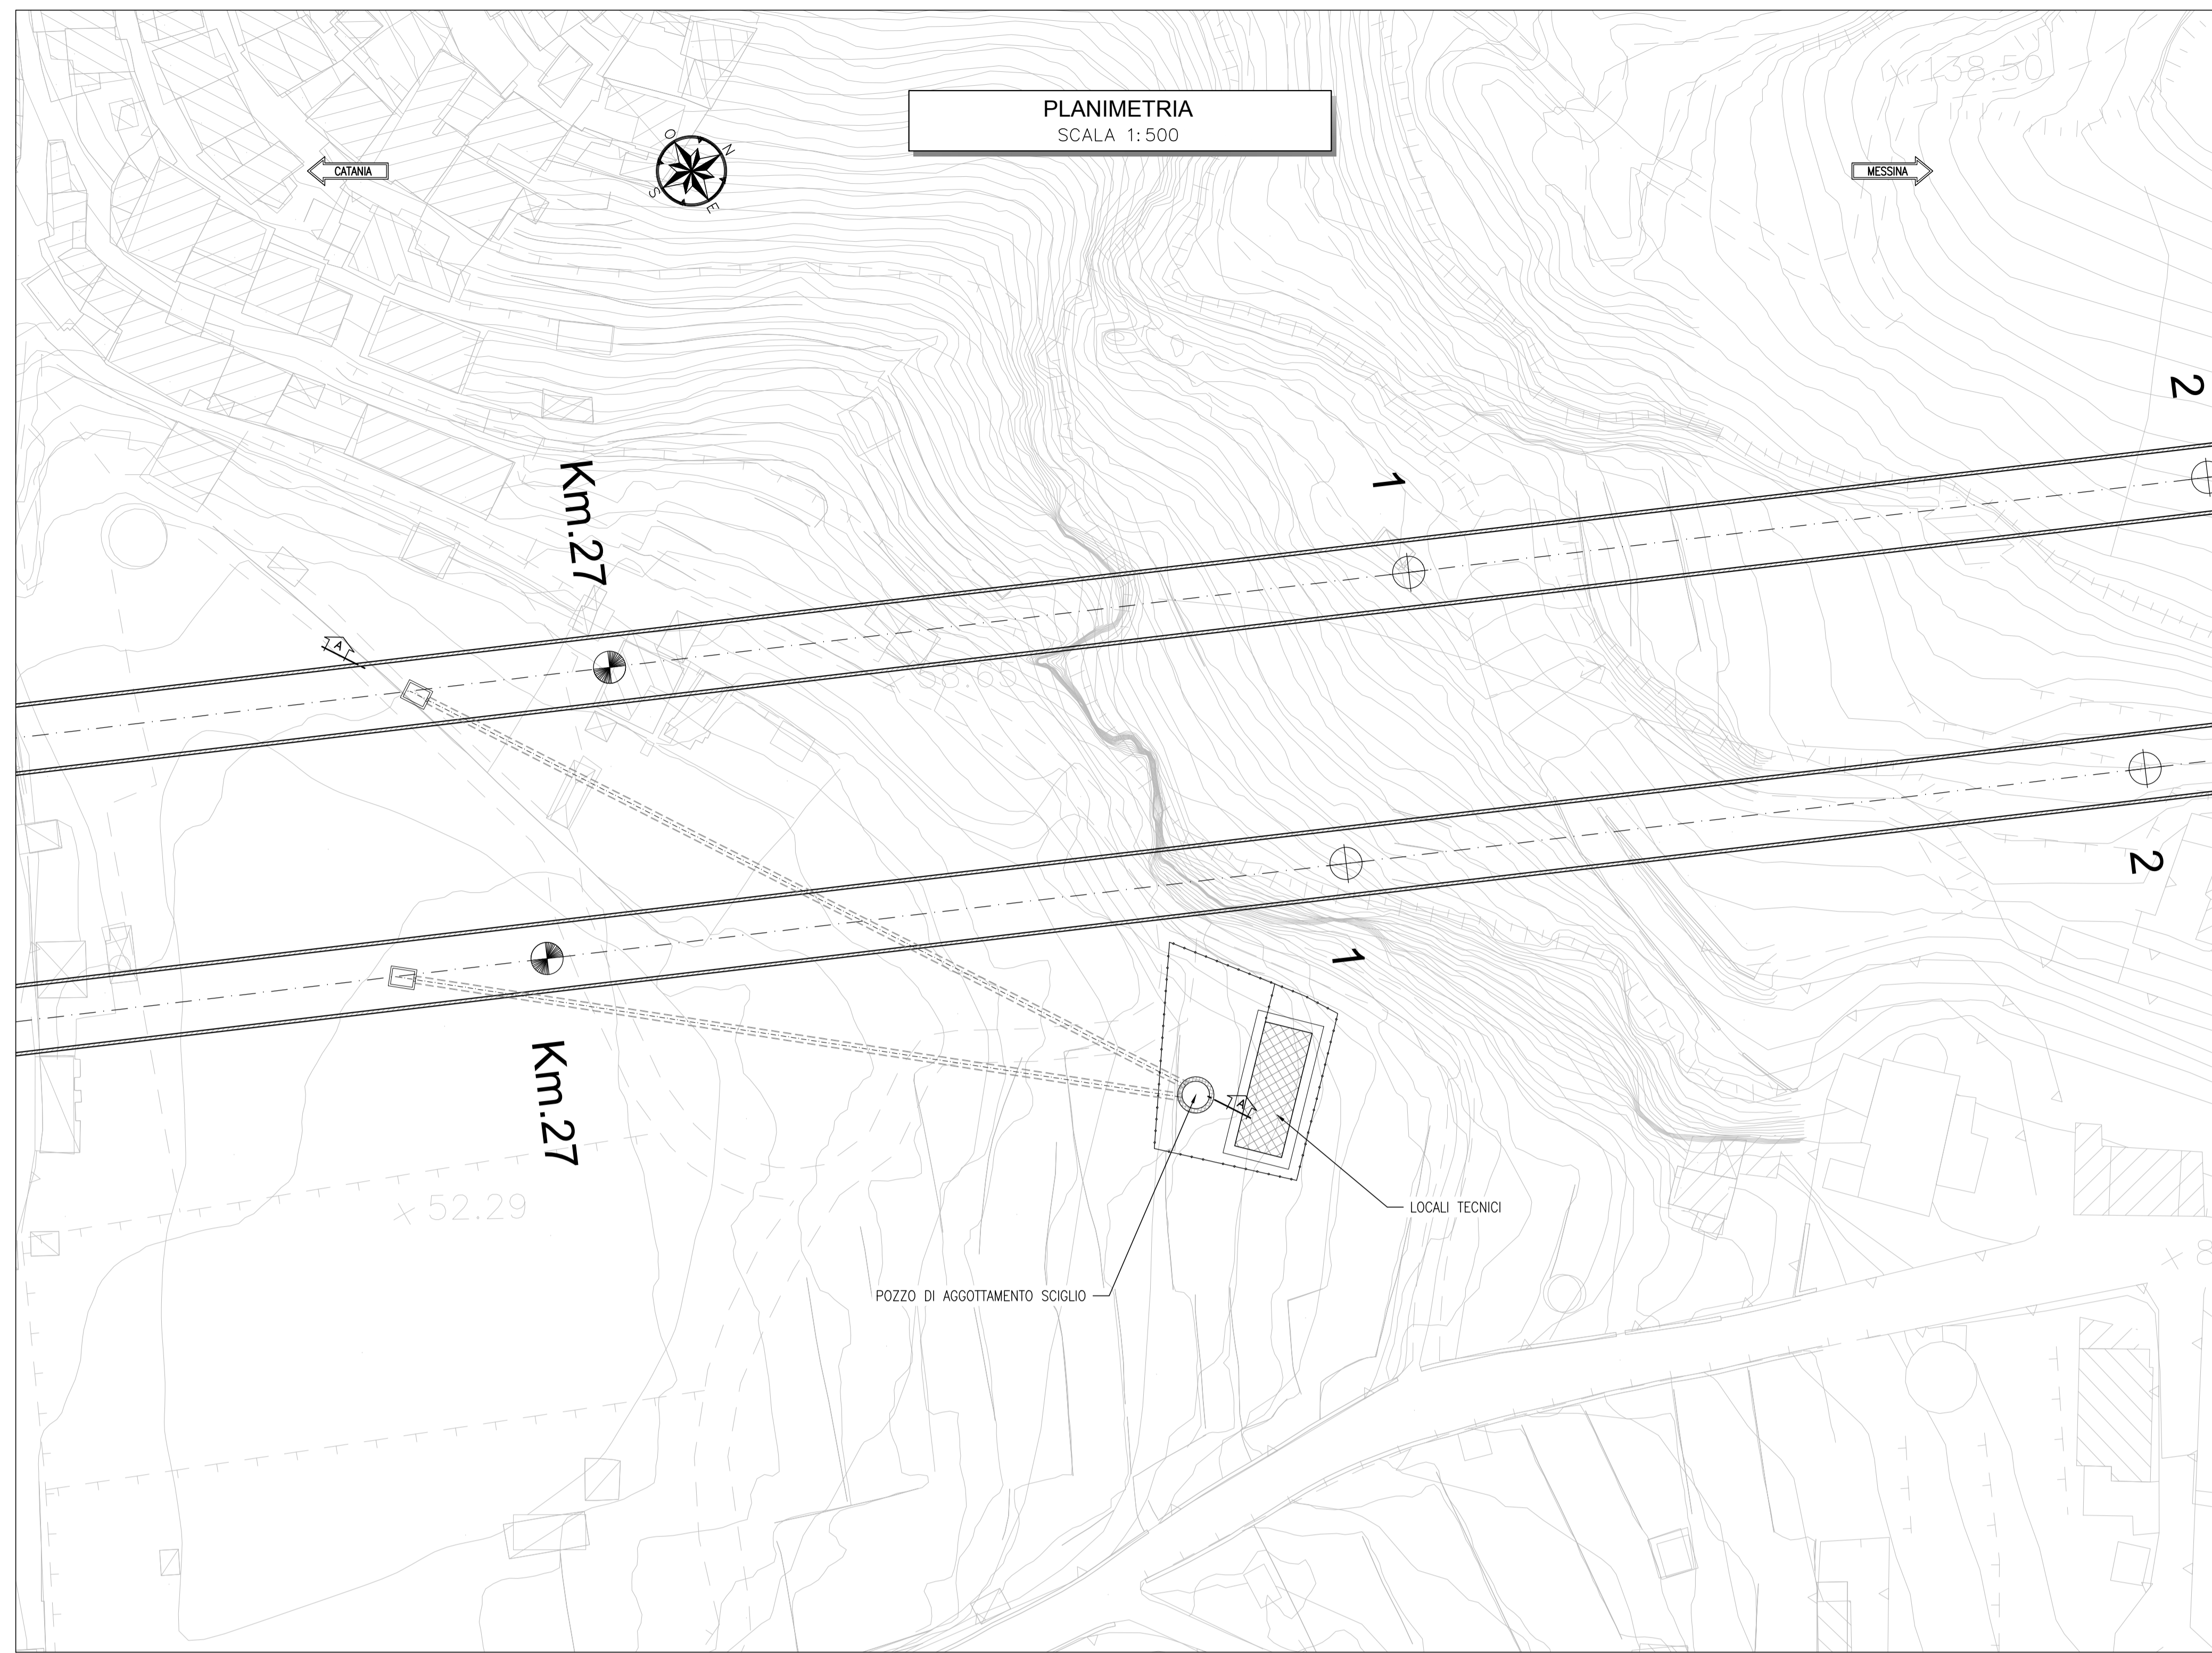 PLANIMETRIA
SCALA 1:500
138.50
O
N
S
E
CATANIA
MESSINA
2
Km.27
1
A
2
1
Km.27
A
52.29
LOCALI TECNICI
POZZO DI AGGOTTAMENTO SCIGLIO